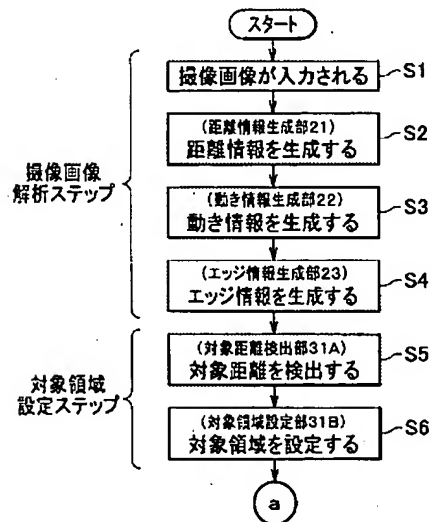 スタート
撮像画像が入力される
S1
(距離情報生成部21)
距離情報を生成する
S2
撮像画像
解析ステップ
(動き情報生成部22)
動き情報を生成する
S3
(エッジ情報生成部23)
エッジ情報を生成する
S4
(対象距離検出部31A)
対象距離を検出する
S5
対象領域
設定ステップ
(対象領域設定部31B)
対象領域を設定する
S6
a